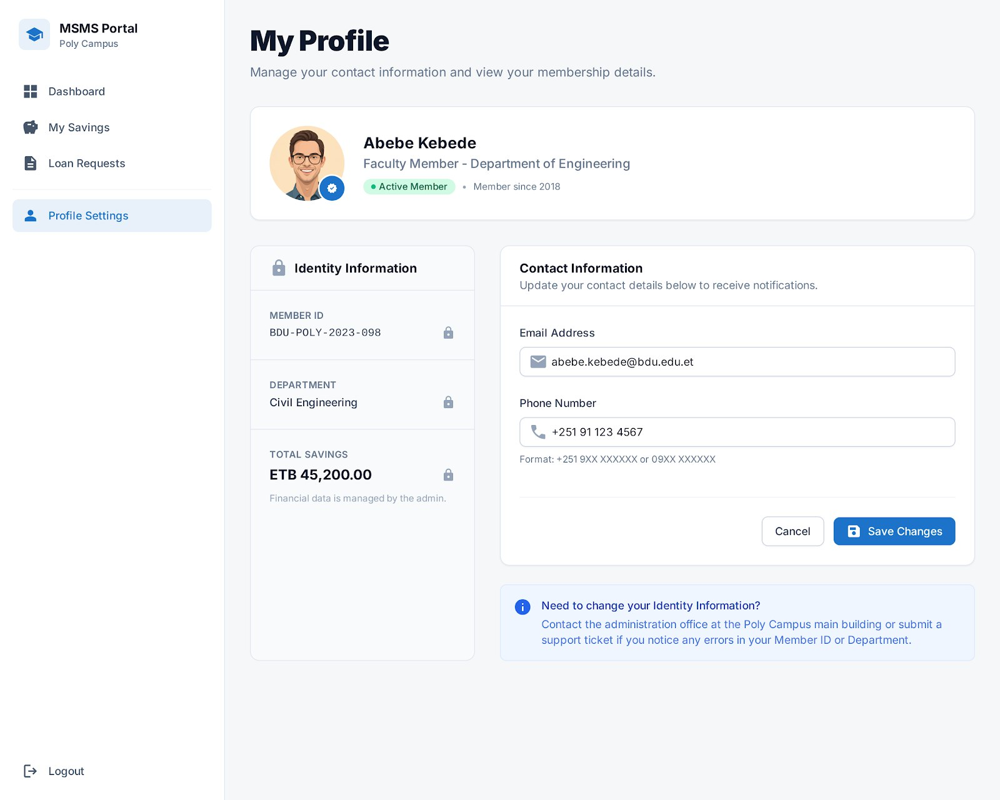 MSMS Portal
Poly Campus
Dashboard
My Savings
Loan Requests
Profile Settings
Logout
My Profile
Manage your contact information and view your membership details.
Abebe Kebede
Faculty Member - Department of Engineering
Active Member • Member since 2018
Identity Information
MEMBER ID
BDU-POLY-2023-098
DEPARTMENT
Civil Engineering
TOTAL SAVINGS
ETB 45,200.00
Financial data is managed by the admin.
Contact Information
Update your contact details below to receive notifications.
Email Address
abebe.kebede@bdu.edu.et
Phone Number
+251 91 123 4567
Format: +251 9XX XXXXXX or 09XX XXXXXX
Cancel
Save Changes
Need to change your Identity Information?
Contact the administration office at the Poly Campus main building or submit a
support ticket if you notice any errors in your Member ID or Department.